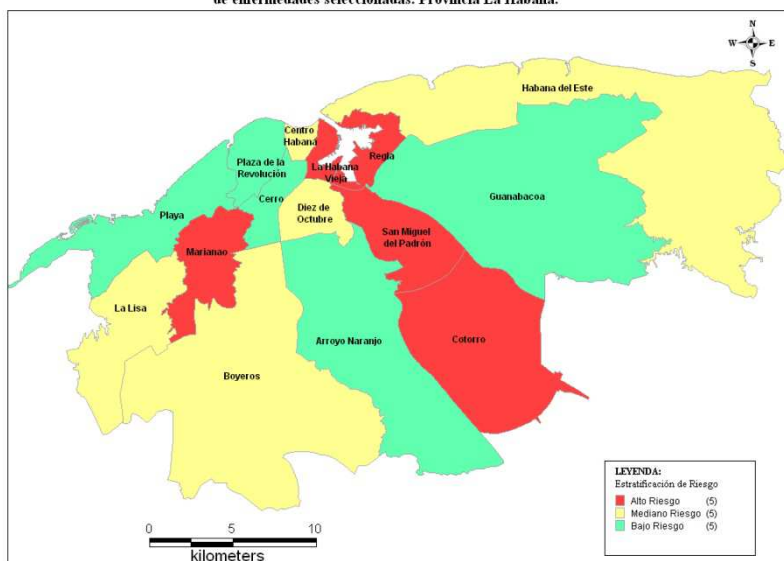 de enfermedades seleccionadas. Provincia La Habana.
N
W E
S
Habana del Este
Centro
Habana
Regla
La Habana
Vieja
Plaza de la
Revolución
Cerro
Guanabacoa
Diez de
Octubre
Playa
San Miguel
del Padrón
Marianao
La Lisa
Arroyo Naranjo
Cotorro
Boyeros
LEYENDA:
Estratificación de Riesgo
Alto Riesgo (5)
Mediano Riesgo (5)
Bajo Riesgo (5)
0 5 10
kilometers